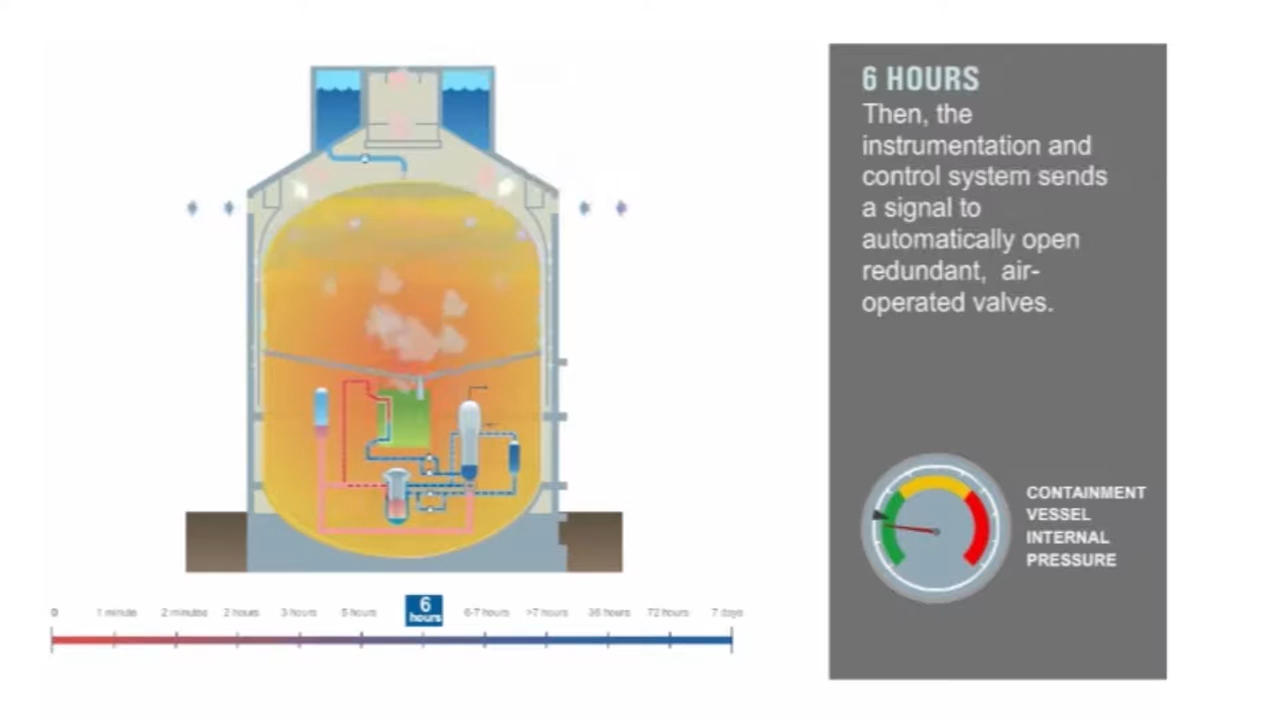 6 HOURS
Then, the
instrumentation and
control system sends
a signal to
automatically open
redundant, air-
operated valves.
CONTAINMENT
VESSEL
INTERNAL
PRESSURE
0 1 minute 2 minutes 2 hours 3 hours 5 hours 6 hours 6-7 hours >7 hours 36 hours 72 hours 7 days